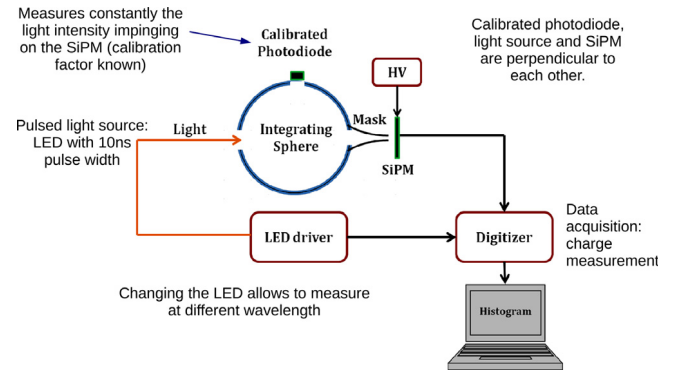 Measures constantly the
light intensity impinging
on the SiPM (calibration
factor known)
Calibrated
Photodiode
Calibrated photodiode,
light source and SiPM
are perpendicular to
each other.
HV
Pulsed light source:
LED with 10ns
pulse width
Light
Integrating
Sphere
Mask
SiPM
LED driver
Digitizer
Data
acquisition:
charge
measurement
Changing the LED allows to measure
at different wavelength
Histogram